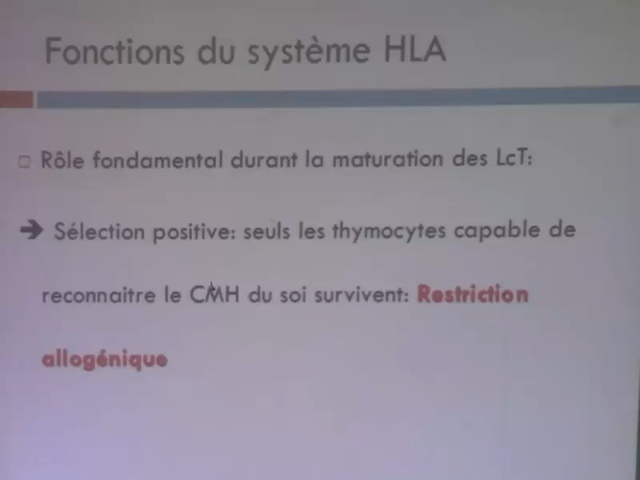 Fonctions du système HLA
□ Rôle fondamental durant la maturation des LcT:
➔ Sélection positive: seuls les thymocytes capable de
reconnaitre le CMH du soi survivent: Restriction
allogénique